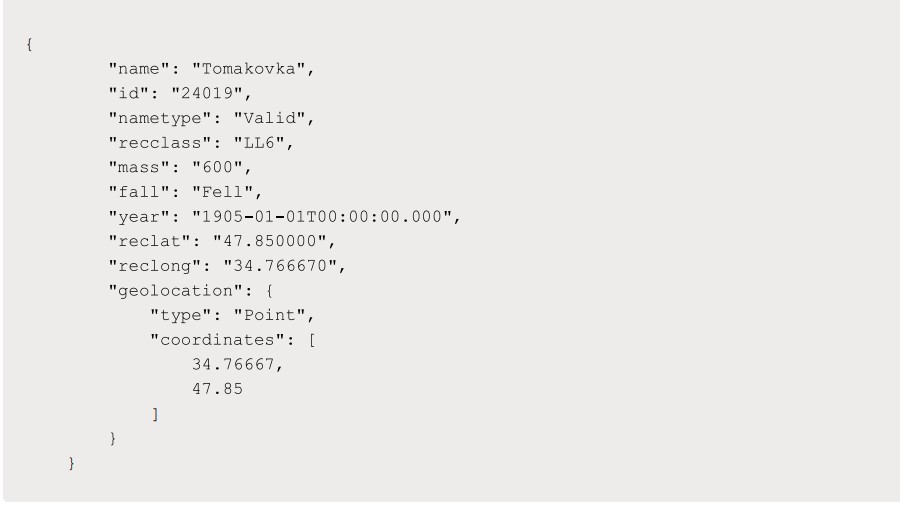 {
"name": "Tomakovka",
"id": "24019",
"nametype": "Valid",
"recclass": "LL6",
"mass": "600",
"fall": "Fell",
"year": "1905-01-01T00:00:00.000",
"reclat": "47.850000",
"reclong": "34.766670",
"geolocation": {
"type": "Point",
"coordinates": [
34.76667,
47.85
]
}
}